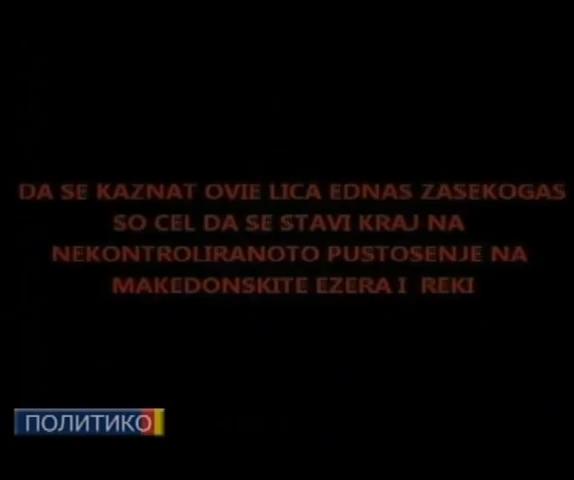 DA SE KAZNAT OVIE LICA EDNAS ZASEKOGAS
SO CEL DA SE STAVI KRAJ NA
NEKONTROLIRANOTO PUSTOSENJE NA
MAKEDONSKITE EZERA I REKI
ПОЛИТИКО